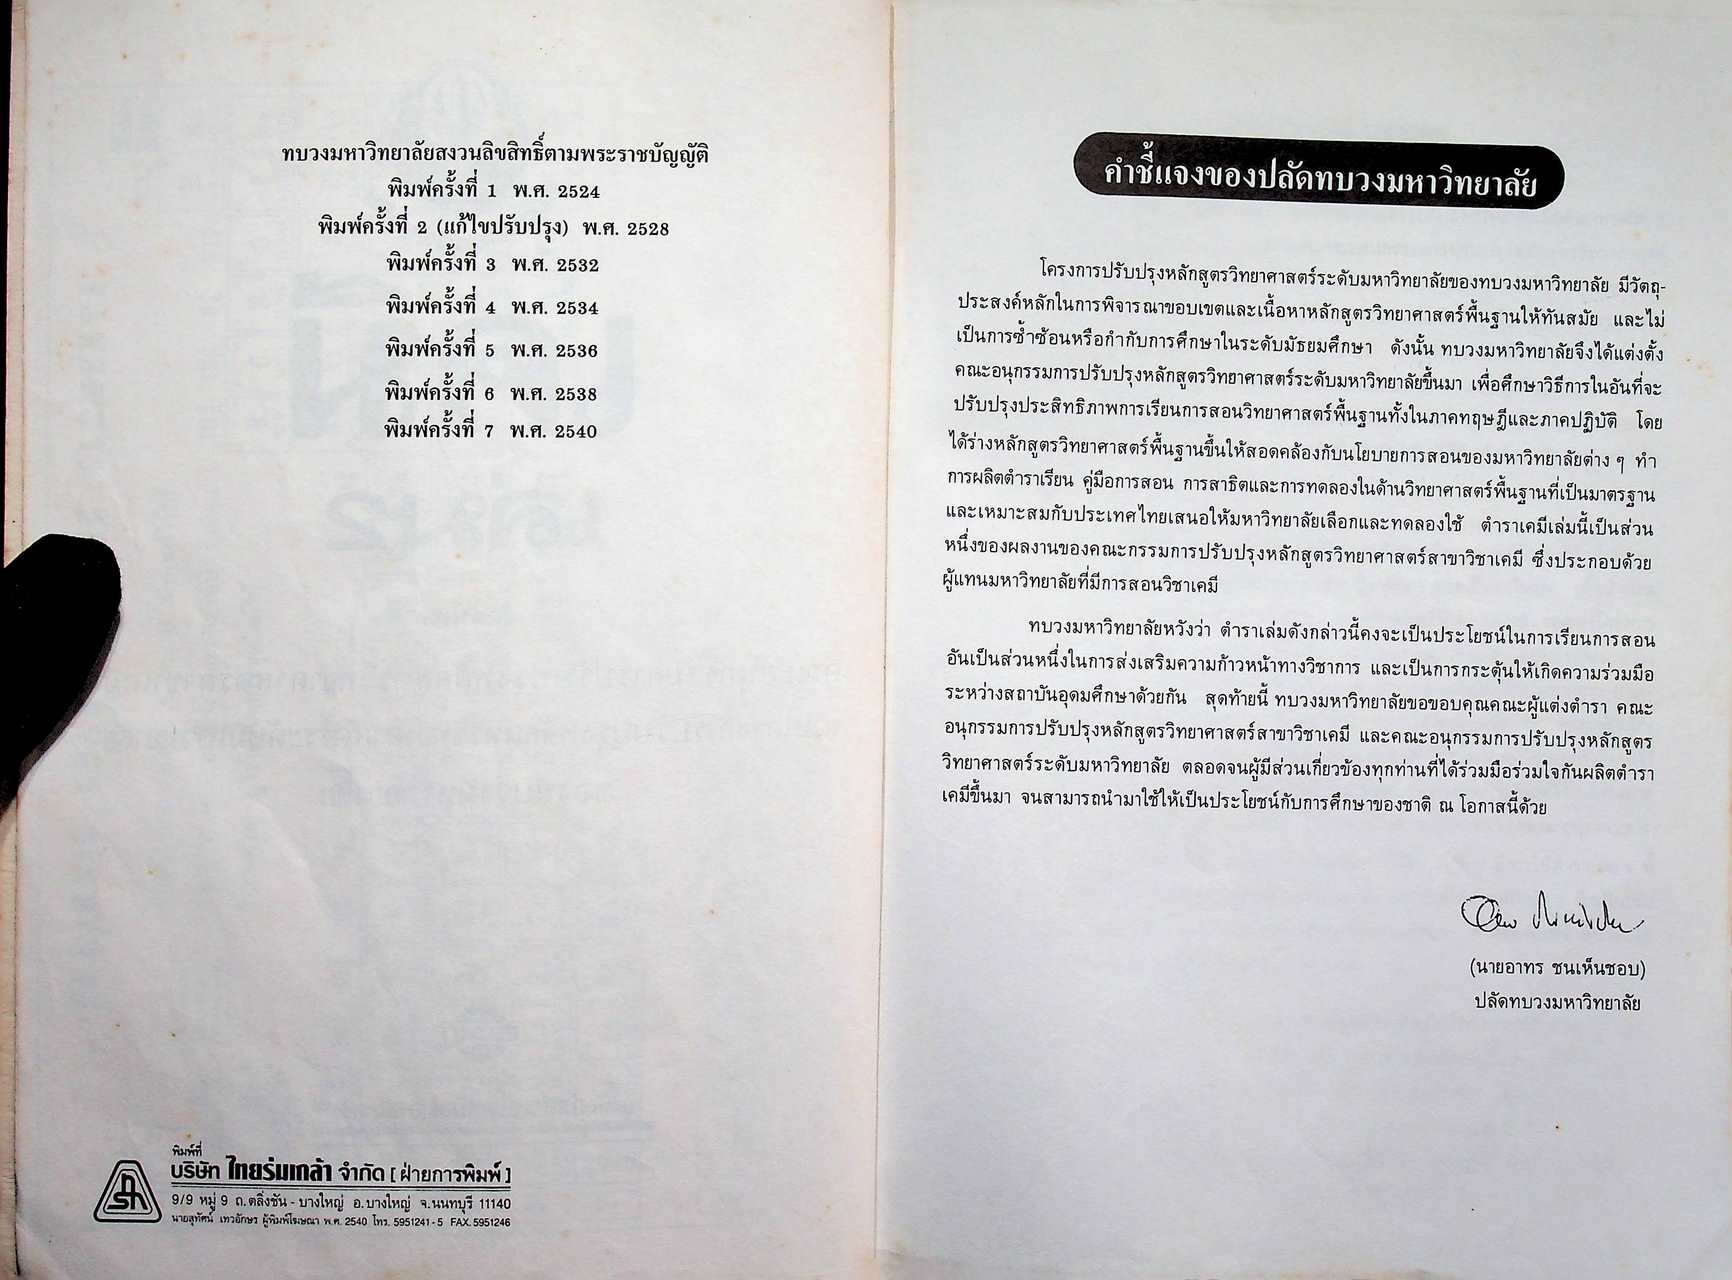 ทบวงมหาวิทยาลัยสงวนลิขสิทธิ์ตามพระราชบัญญัติ
พิมพ์ครั้งที่ 1 พ.ศ. 2524
พิมพ์ครั้งที่ 2 (แก้ไขปรับปรุง) พ.ศ. 2528
พิมพ์ครั้งที่ 3 พ.ศ. 2532
พิมพ์ครั้งที่ 4 พ.ศ. 2534
พิมพ์ครั้งที่ 5 พ.ศ. 2536
พิมพ์ครั้งที่ 6 พ.ศ. 2538
พิมพ์ครั้งที่ 7 พ.ศ. 2540
พิมพ์ที่
บริษัท ไทยร่มเกล้า จำกัด [ฝ่ายการพิมพ์]
9/9 หมู่ 9 ถ.ตลิ่งชัน - บางใหญ่ อ.บางใหญ่ จ.นนทบุรี 11140
นายสุทัศน์ เทวอักษร ผู้พิมพ์โฆษณา พ.ศ. 2540 โทร. 5951241-5 FAX. 5951246
คำชี้แจงของปลัดทบวงมหาวิทยาลัย
โครงการปรับปรุงหลักสูตรวิทยาศาสตร์ระดับมหาวิทยาลัยของทบวงมหาวิทยาลัย มีวัตถุ-
ประสงค์หลักในการพิจารณาขอบเขตและเนื้อหาหลักสูตรวิทยาศาสตร์พื้นฐานให้ทันสมัย และไม่
เป็นการซ้ำซ้อนหรือกำกับการศึกษาในระดับมัธยมศึกษา ดังนั้น ทบวงมหาวิทยาลัยจึงได้แต่งตั้ง
คณะอนุกรรมการปรับปรุงหลักสูตรวิทยาศาสตร์ระดับมหาวิทยาลัยขึ้นมา เพื่อศึกษาวิธีการในอันที่จะ
ปรับปรุงประสิทธิภาพการเรียนการสอนวิทยาศาสตร์พื้นฐานทั้งในภาคทฤษฎีและภาคปฏิบัติ โดย
ได้ร่างหลักสูตรวิทยาศาสตร์พื้นฐานขึ้นให้สอดคล้องกับนโยบายการสอนของมหาวิทยาลัยต่าง ๆ ทำ
การผลิตตำราเรียน คู่มือการสอน การสาธิตและการทดลองในด้านวิทยาศาสตร์พื้นฐานที่เป็นมาตรฐาน
และเหมาะสมกับประเทศไทยเสนอให้มหาวิทยาลัยเลือกและทดลองใช้ ตำราเคมีเล่มนี้เป็นส่วน
หนึ่งของผลงานของคณะกรรมการปรับปรุงหลักสูตรวิทยาศาสตร์สาขาวิชาเคมี ซึ่งประกอบด้วย
ผู้แทนมหาวิทยาลัยที่มีการสอนวิชาเคมี
ทบวงมหาวิทยาลัยหวังว่า ตำราเล่มดังกล่าวนี้คงจะเป็นประโยชน์ในการเรียนการสอน
อันเป็นส่วนหนึ่งในการส่งเสริมความก้าวหน้าทางวิชาการ และเป็นการกระตุ้นให้เกิดความร่วมมือ
ระหว่างสถาบันอุดมศึกษาด้วยกัน สุดท้ายนี้ ทบวงมหาวิทยาลัยขอขอบคุณคณะผู้แต่งตำรา คณะ
อนุกรรมการปรับปรุงหลักสูตรวิทยาศาสตร์สาขาวิชาเคมี และคณะอนุกรรมการปรับปรุงหลักสูตร
วิทยาศาสตร์ระดับมหาวิทยาลัย ตลอดจนผู้มีส่วนเกี่ยวข้องทุกท่านที่ได้ร่วมมือร่วมใจกันผลิตตำรา
เคมีขึ้นมา จนสามารถนำมาใช้ให้เป็นประโยชน์กับการศึกษาของชาติ ณ โอกาสนี้ด้วย
(นายอาทร ชนเห็นชอบ)
ปลัดทบวงมหาวิทยาลัย